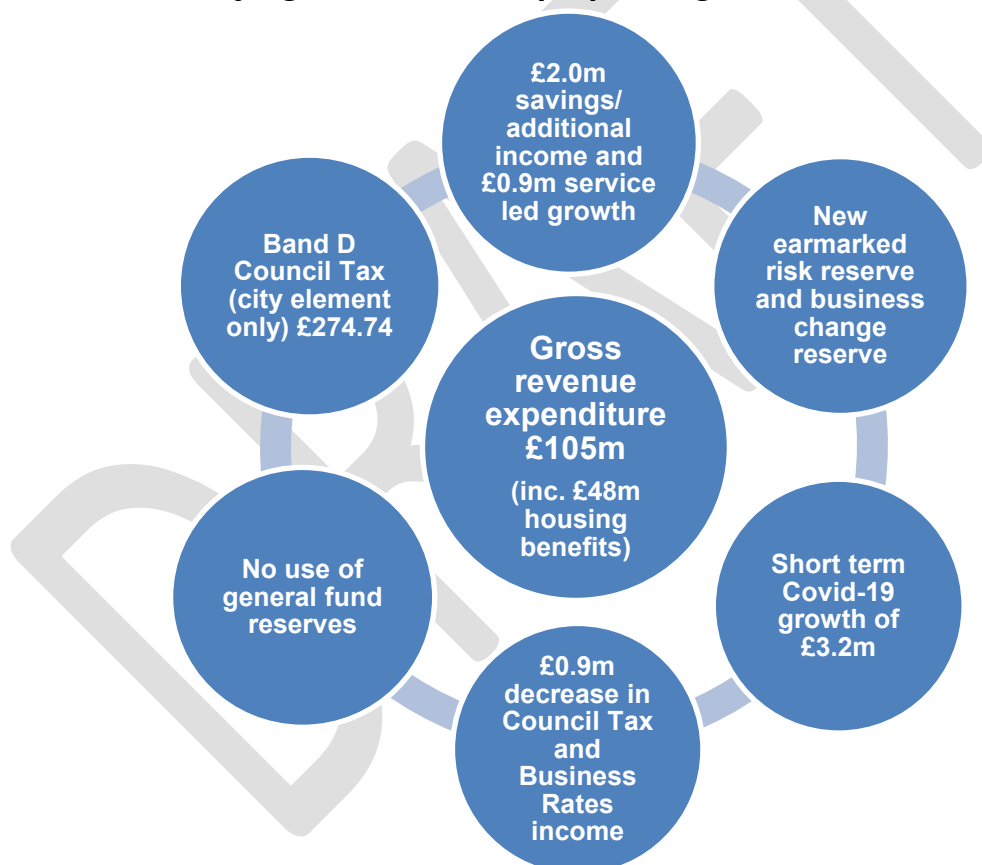 £2.0m
savings/
additional
income and
£0.9m service
led growth
New
earmarked
risk reserve
and business
change
reserve
Short term
Covid-19
growth of
£3.2m
£0.9m
decrease in
Council Tax
and
Business
Rates
income
No use of
general fund
reserves
Band D
Council Tax
(city element
only) £274.74
Gross
revenue
expenditure
£105m
(inc. £48m
housing
benefits)